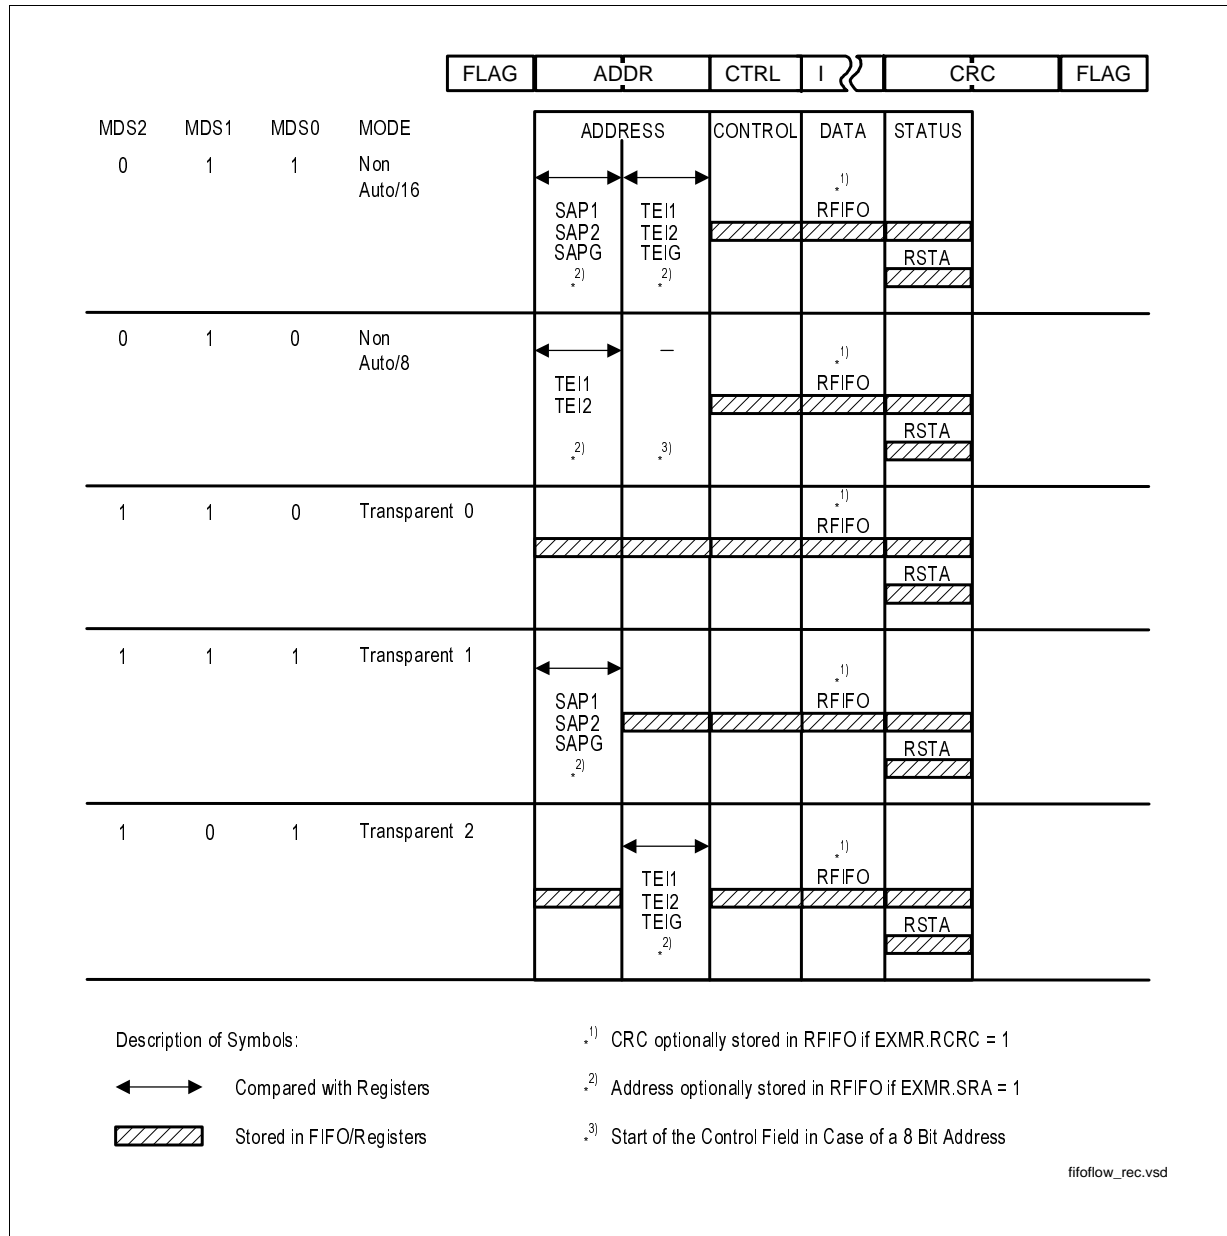 FLAG ADDR CTRL I CRC FLAG
MDS2 MDS1 MDS0 MODE ADDRESS CONTROL DATA STATUS
0 1 1 Non
Auto/16
*1)
SAP1 TEI1 RFIFO
SAP2 TEI2
SAPG TEIG RSTA
*2) *2)
0 1 0 Non
Auto/8
– *1)
TEI1 RFIFO
TEI2
RSTA
*2) *3)
1 1 0 Transparent 0 *1)
RFIFO
RSTA
1 1 1 Transparent 1
*1)
SAP1 RFIFO
SAP2
SAPG RSTA
*2)
1 0 1 Transparent 2
*1)
TEI1 RFIFO
TEI2
TEIG RSTA
*2)
Description of Symbols:
Compared with Registers
Stored in FIFO/Registers
*1) CRC optionally stored in RFIFO if EXMR.RCRC = 1
*2) Address optionally stored in RFIFO if EXMR.SRA = 1
*3) Start of the Control Field in Case of a 8 Bit Address
fifoflow_rec.vsd